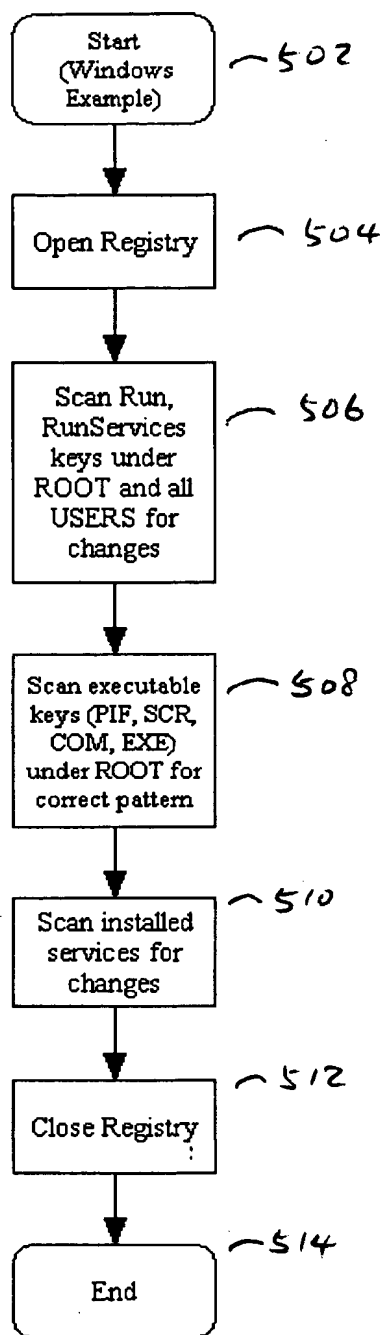 Start
(Windows
Example)
502
Open Registry
504
Scan Run,
RunServices
keys under
ROOT and all
USERS for
changes
506
Scan executable
keys (PIF, SCR,
COM, EXE)
under ROOT for
correct pattern
508
Scan installed
services for
changes
510
Close Registry
512
End
514